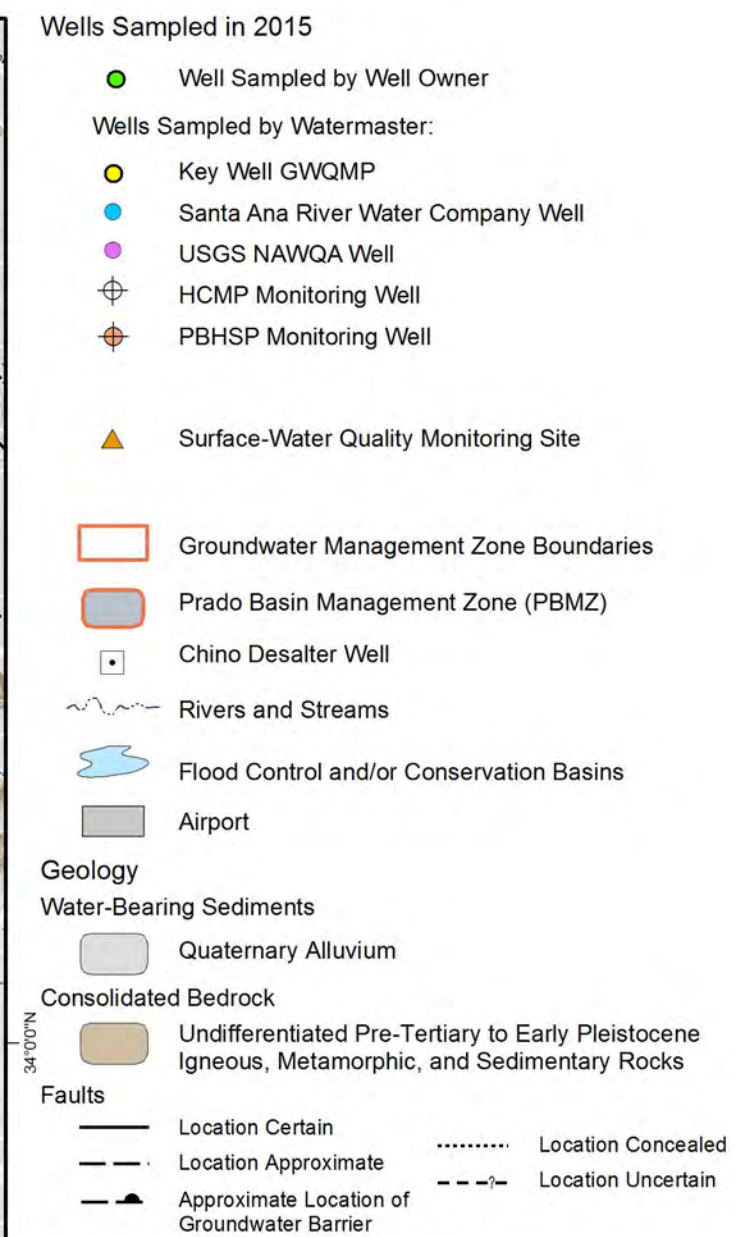 Wells Sampled in 2015
Well Sampled by Well Owner
Wells Sampled by Watermaster:
Key Well GWQMP
Santa Ana River Water Company Well
USGS NAWQA Well
HCMP Monitoring Well
PBHSP Monitoring Well
Surface-Water Quality Monitoring Site
Groundwater Management Zone Boundaries
Prado Basin Management Zone (PBMZ)
Chino Desalter Well
Rivers and Streams
Flood Control and/or Conservation Basins
Airport
Geology
Water-Bearing Sediments
Quaternary Alluvium
Consolidated Bedrock
Undifferentiated Pre-Tertiary to Early Pleistocene
Igneous, Metamorphic, and Sedimentary Rocks
34°0'0"N
Faults
Location Certain
Location Approximate
Approximate Location of
Groundwater Barrier
Location Concealed
?
Location Uncertain